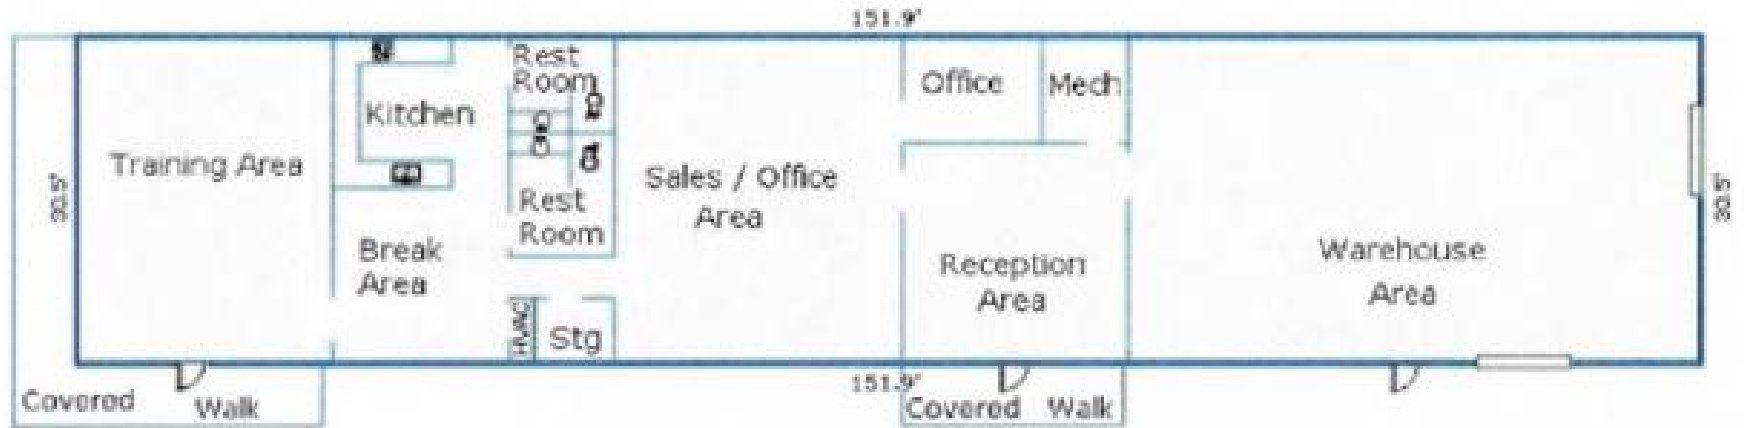 151.9'
Rest
Room
Office
Mech
Kitchen
Training Area
Sales / Office
Area
30.5'
30.5'
Rest
Room
Break
Area
Reception
Area
Warehouse
Area
HVAC
Stg
151.9'
Covered Walk
Covered Walk